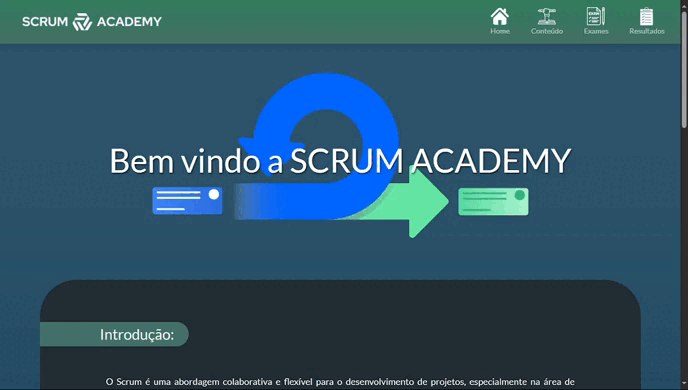 SCRUM ACADEMY
Home
Conteúdo
Exames
Resultados
Bem vindo a SCRUM ACADEMY
Introdução:
O Scrum é uma abordagem colaborativa e flexível para o desenvolvimento de projetos, especialmente na área de